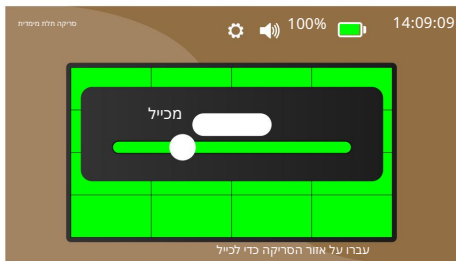 סריקה תלת מימדית
100%
14:09:09
מכייל
עברו על אזור הסריקה כדי לכייל